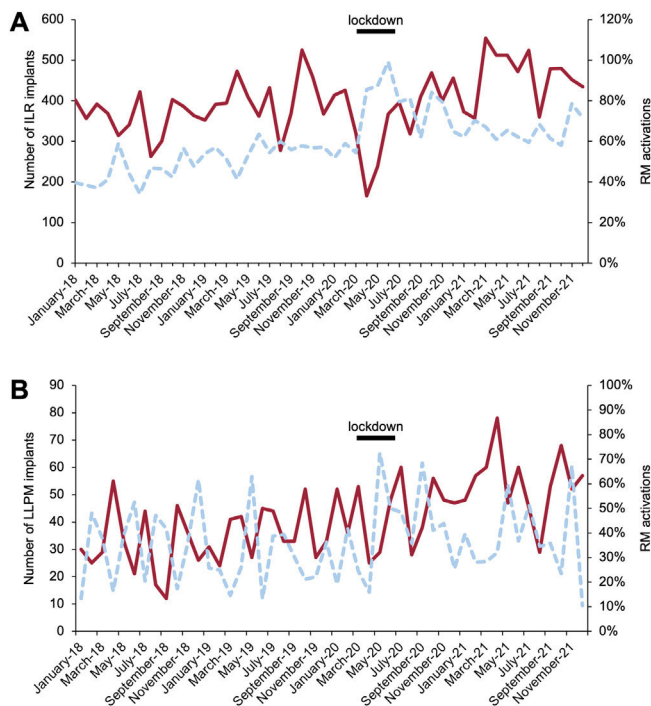 A
lockdown
Number of ILR implants
600
500
400
300
200
100
0
120%
100%
80%
60%
40%
20%
0%
RM activations
January-18
March-18
May-18
July-18
September-18
November-18
January-19
March-19
May-19
July-19
September-19
November-19
January-20
March-20
May-20
July-20
September-20
November-20
January-21
March-21
May-21
July-21
September-21
November-21
B
lockdown
Number of LLPM implants
90
80
70
60
50
40
30
20
10
0
100%
90%
80%
70%
60%
50%
40%
30%
20%
10%
0%
RM activations
January-18
March-18
May-18
July-18
September-18
November-18
January-19
March-19
May-19
July-19
September-19
November-19
January-20
March-20
May-20
July-20
September-20
November-20
January-21
March-21
May-21
July-21
September-21
November-21